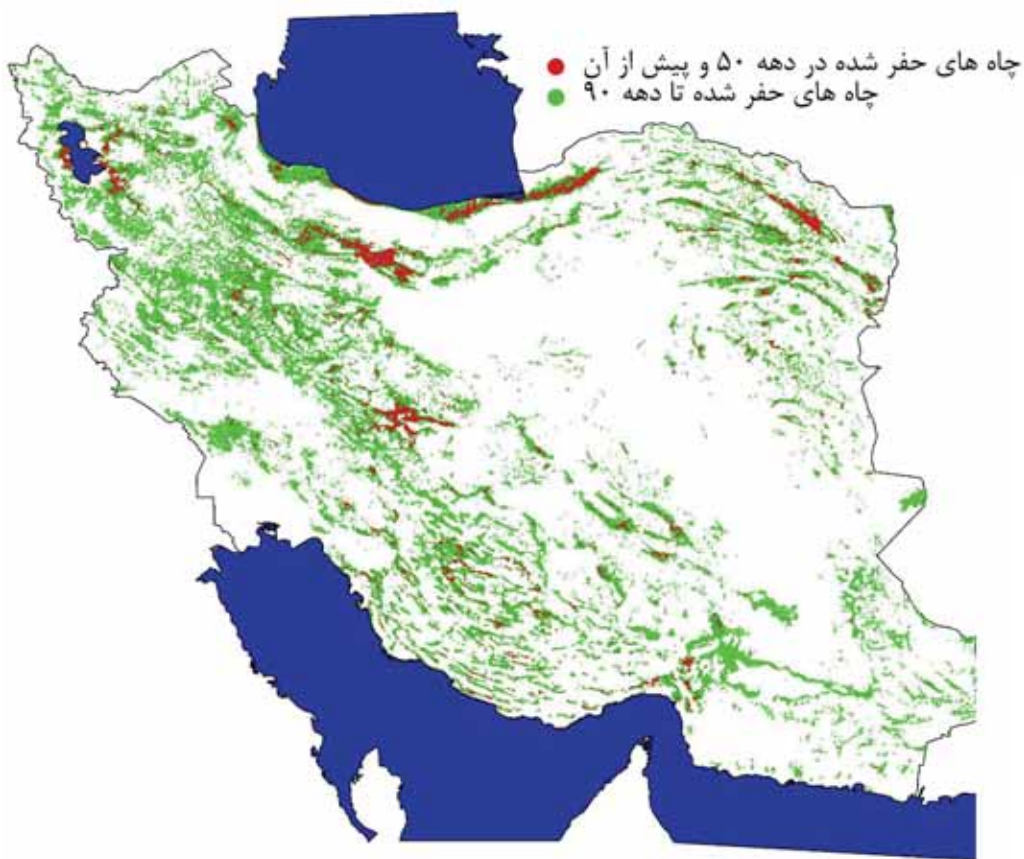 چاه های حفر شده در دهه ۵۰ و پیش از آن
چاه های حفر شده تا دهه ۹۰